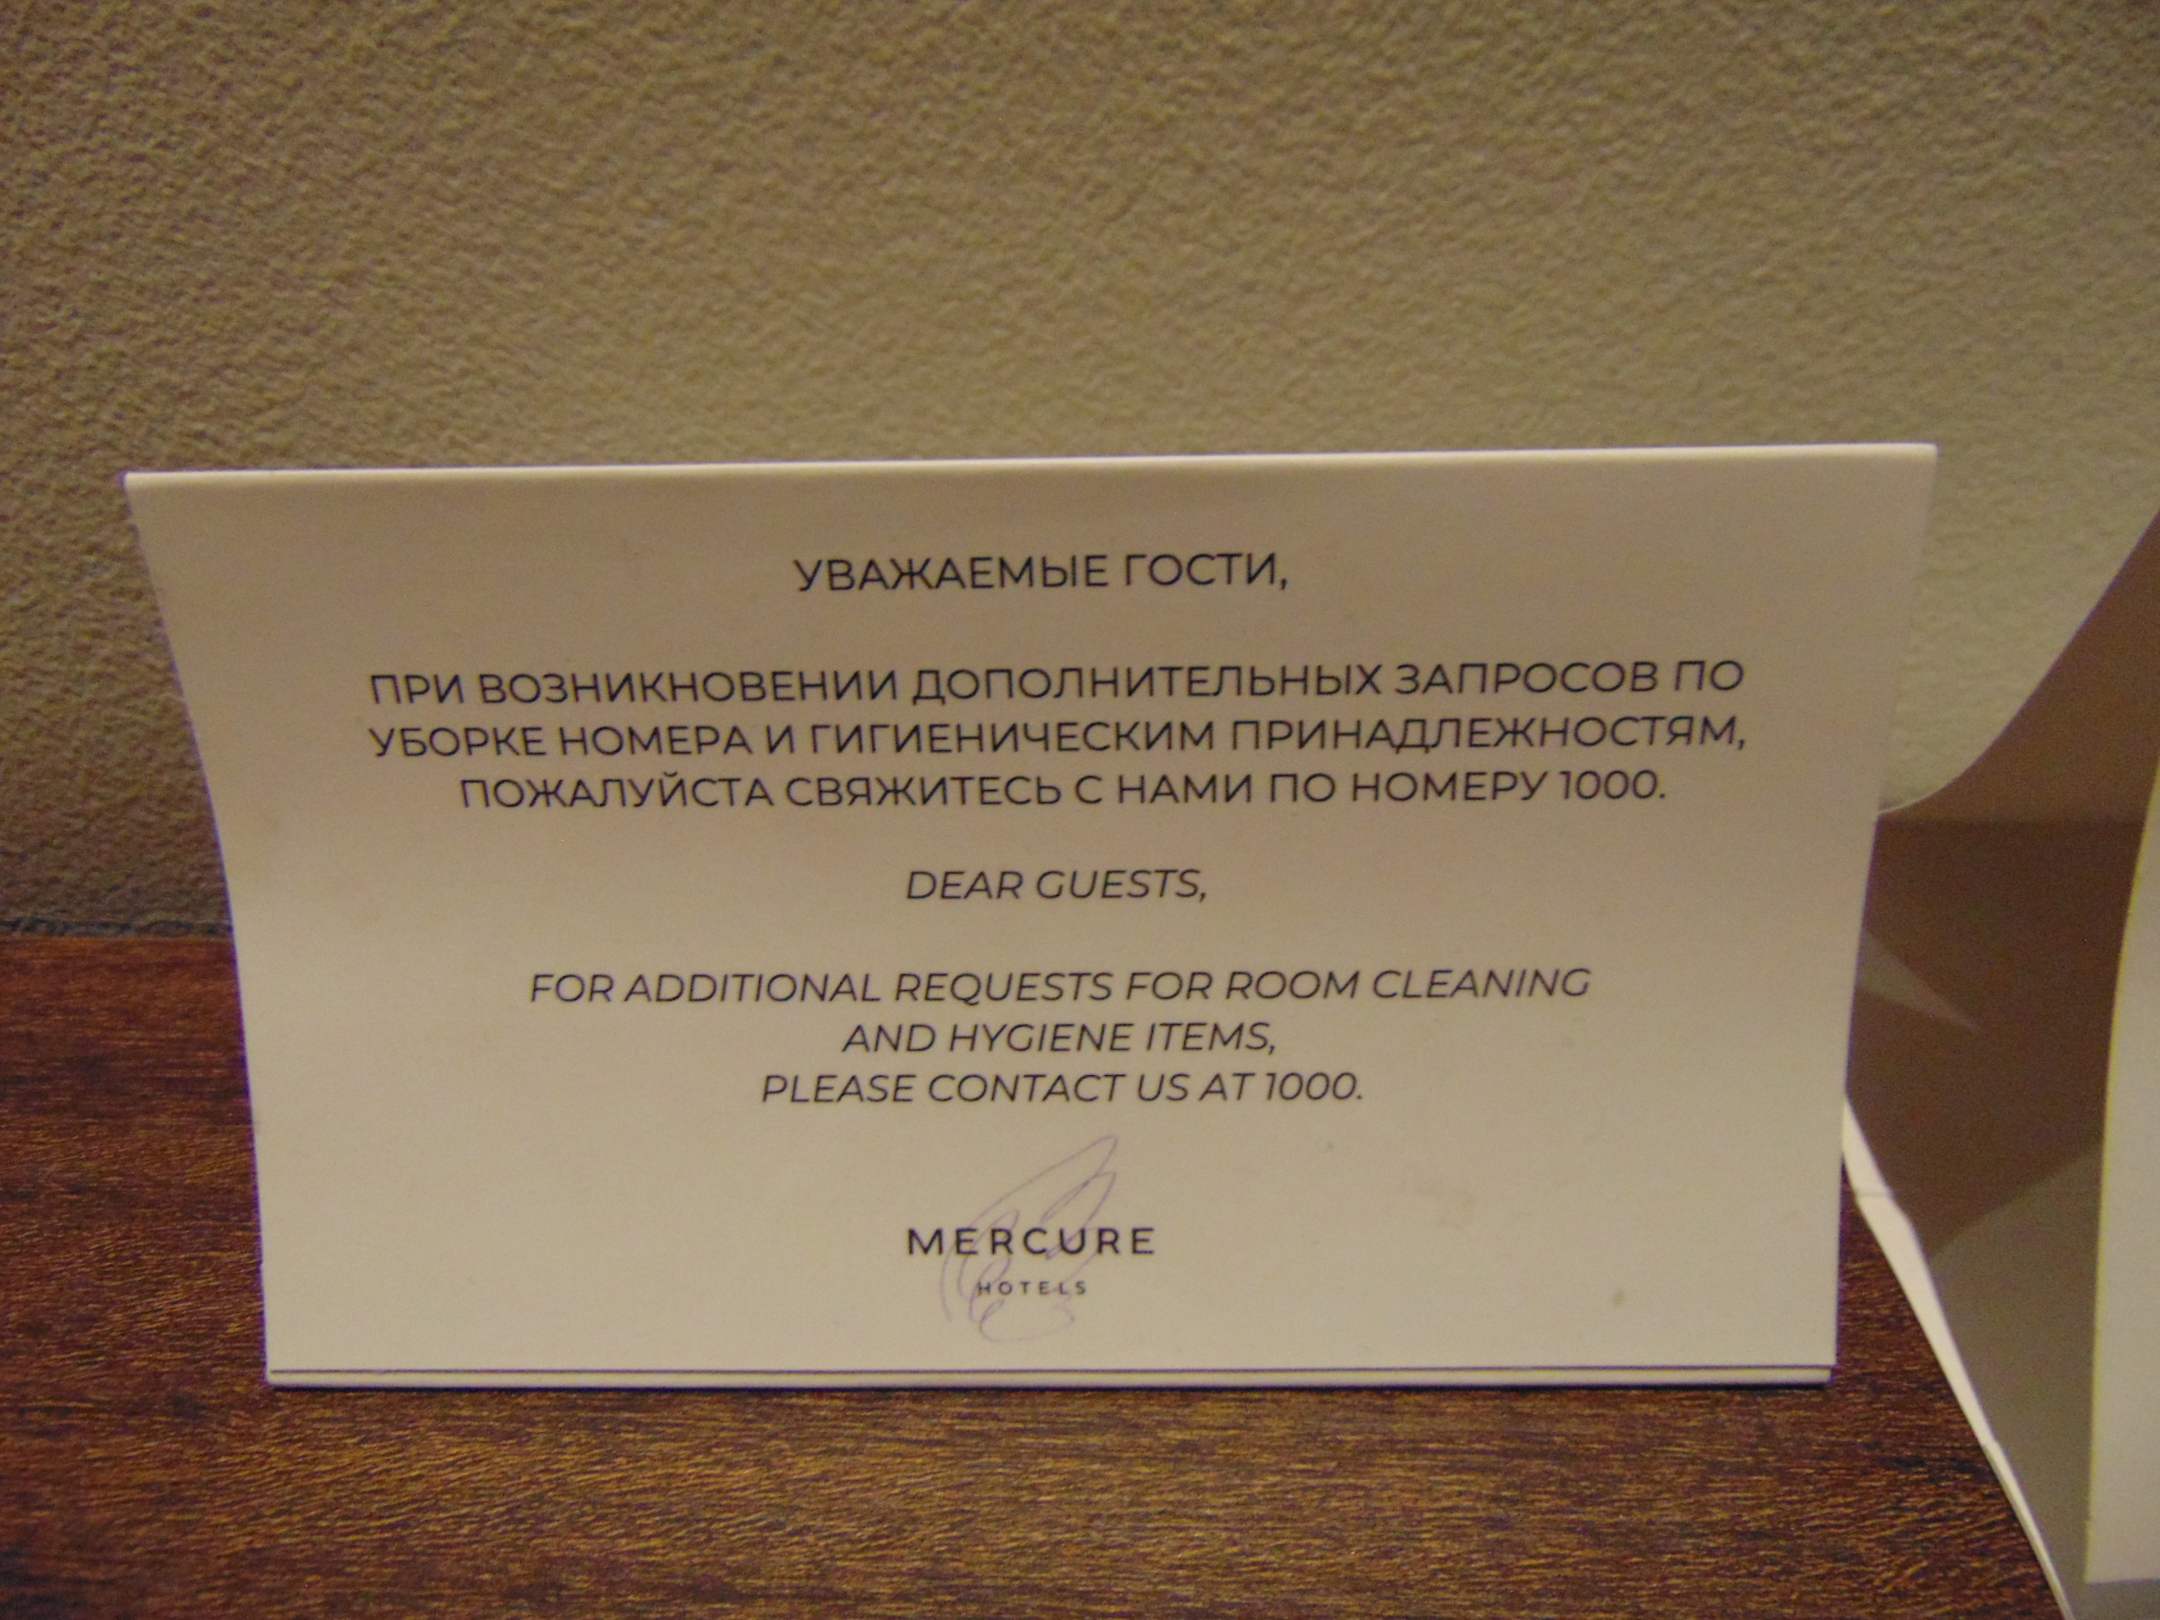 УВАЖАЕМЫЕ ГОСТИ,
ПРИ ВОЗНИКНОВЕНИИ ДОПОЛНИТЕЛЬНЫХ ЗАПРОСОВ ПО
УБОРКЕ НОМЕРА И ГИГИЕНИЧЕСКИМ ПРИНАДЛЕЖНОСТЯМ,
ПОЖАЛУЙСТА СВЯЖИТЕСЬ С НАМИ ПО НОМЕРУ 1000.
DEAR GUESTS,
FOR ADDITIONAL REQUESTS FOR ROOM CLEANING
AND HYGIENE ITEMS,
PLEASE CONTACT US AT 1000.
MERCURE
HOTELS